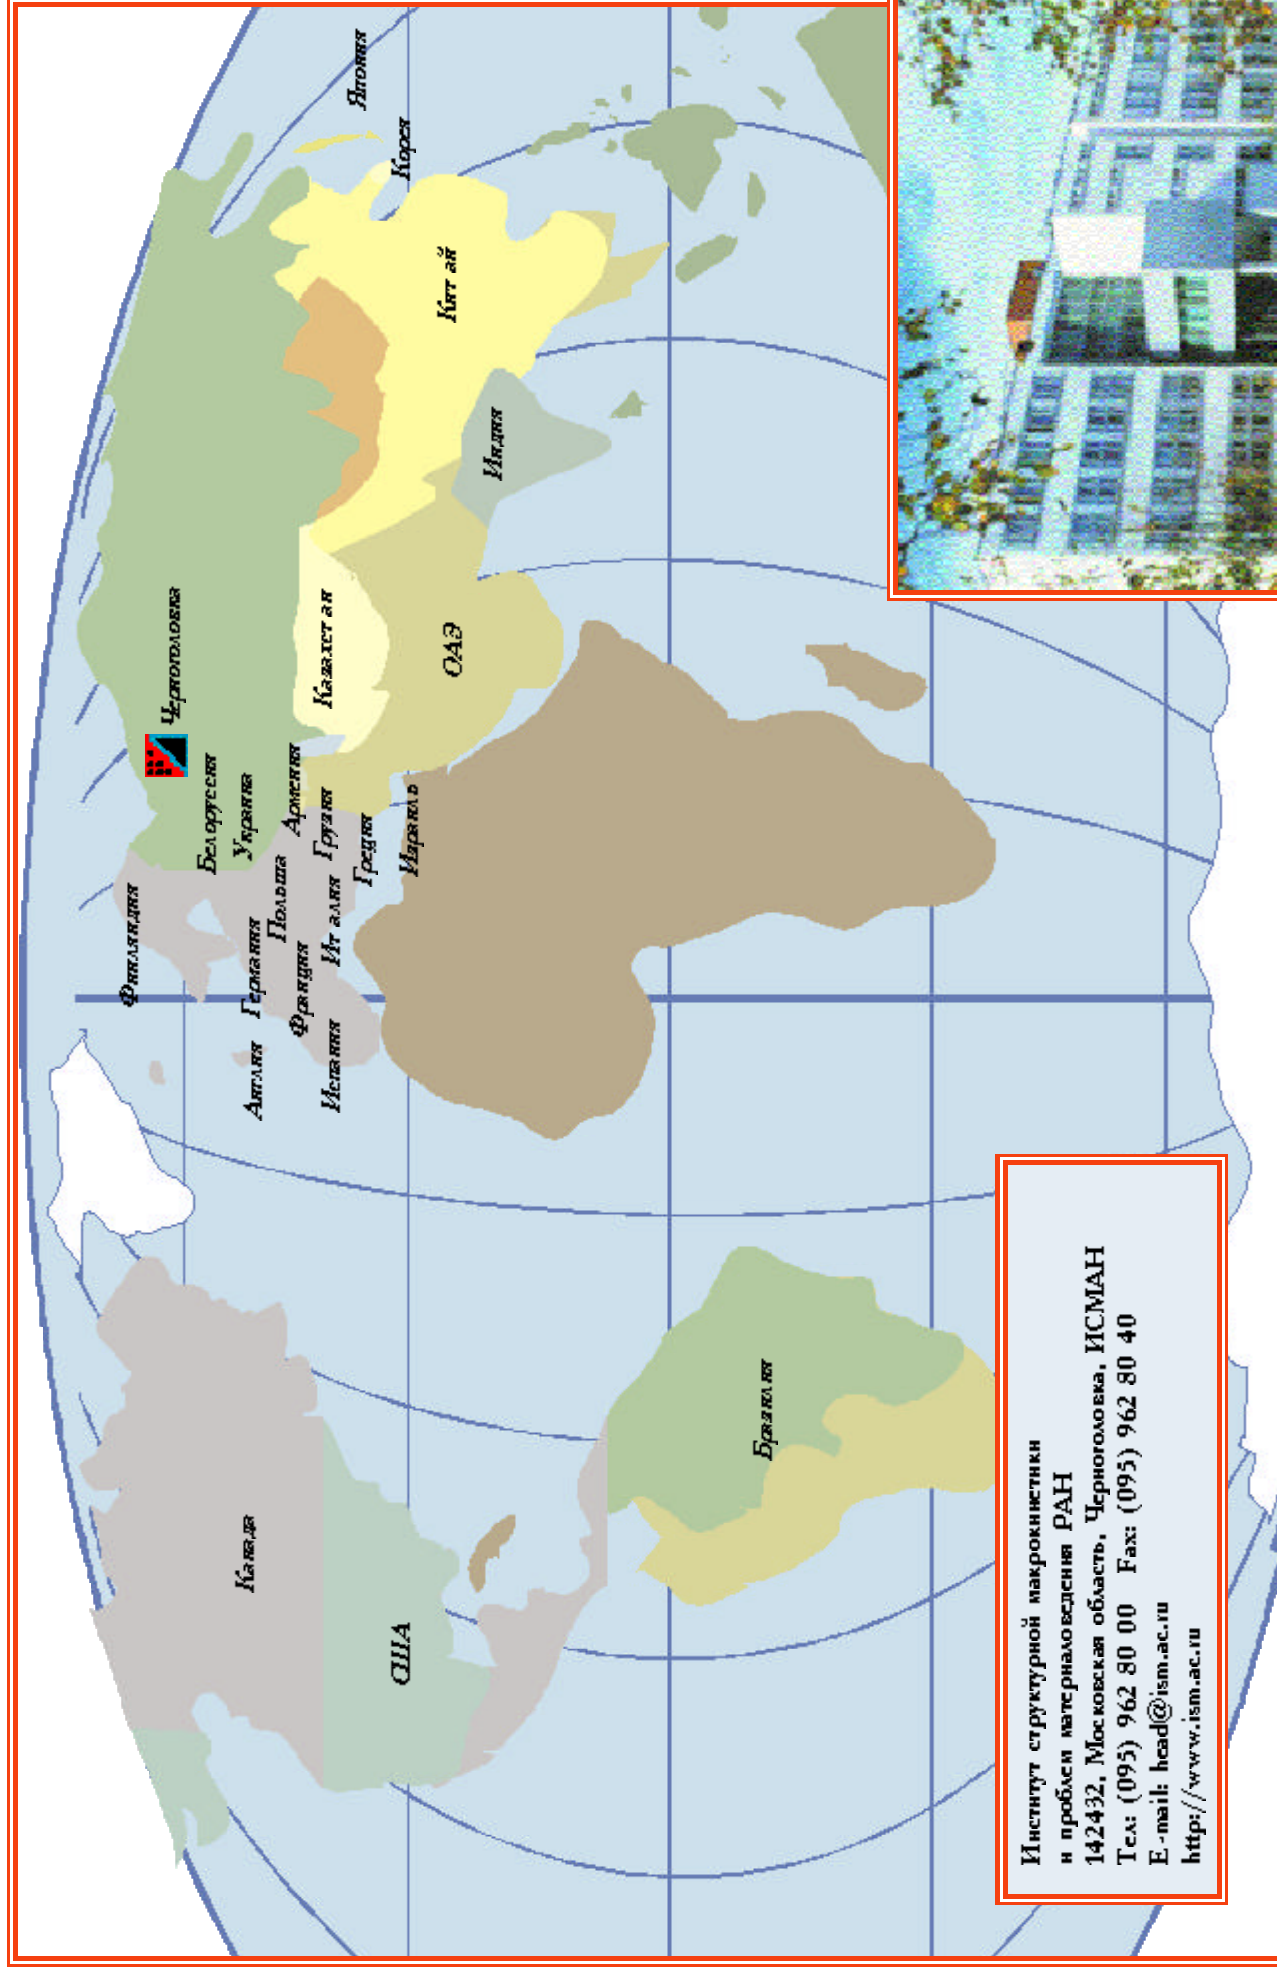 Канада
США
Бразилия
Финляндия
Англия
Германия
Польша
Франция
Испания
Италия
Белоруссия
Украина
Армения
Грузия
Греция
Израиль
Черноголовка
Казахстан
ОАЭ
Индия
Китай
Корея
Япония
Институт структурной макрокинетики
и проблем материаловедения РАН
142432, Московская область, Черноголовка, ИСМАН
Тел: (095) 962 80 00 Fax: (095) 962 80 40
E-mail: head@ism.ac.ru
http://www.ism.ac.ru